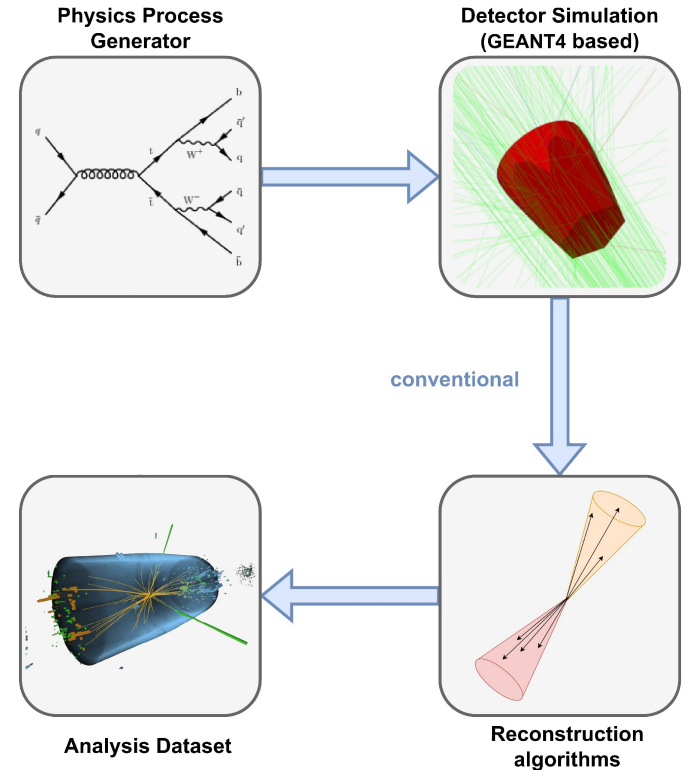 Physics Process
Generator
Detector Simulation
(GEANT4 based)
b
q̄′
q
t
W⁺
q
q̄
t̄
W⁻
q̄
q′
b̄
conventional
Analysis Dataset
Reconstruction
algorithms